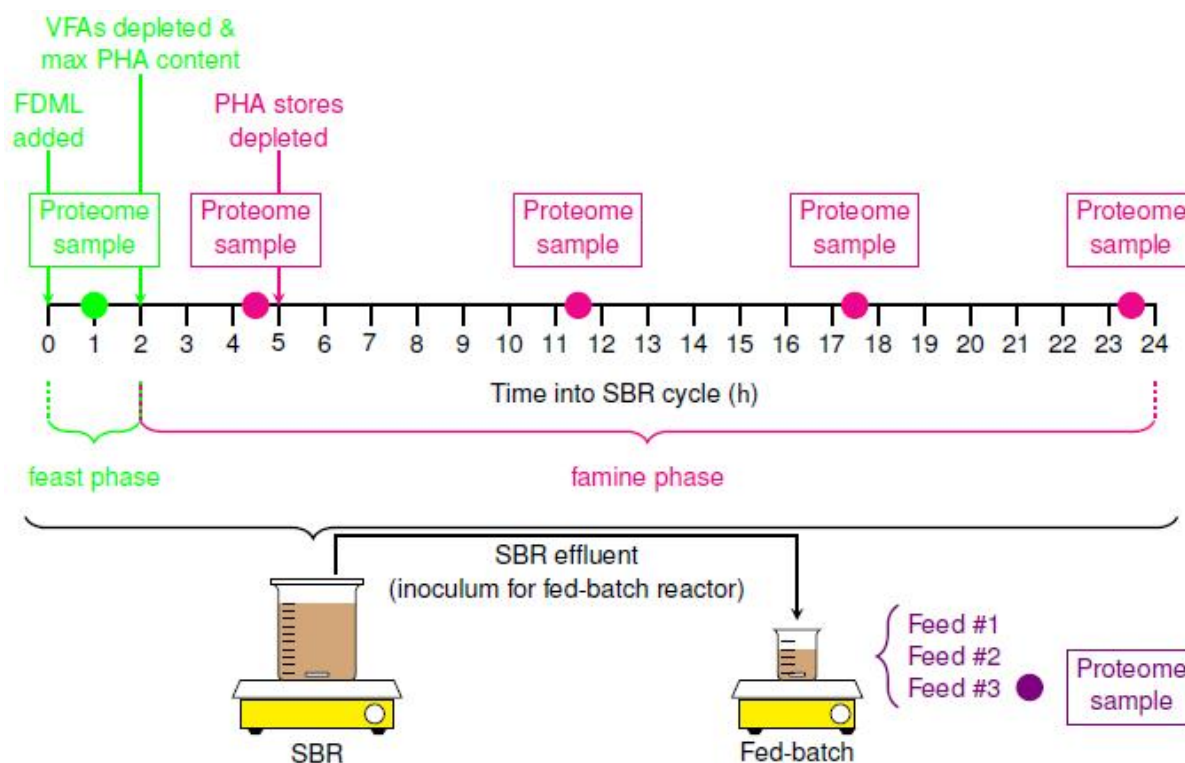 VFAs depleted &
max PHA content
FDML
added
PHA stores
depleted
Proteome
sample
Proteome
sample
Proteome
sample
Proteome
sample
Proteome
sample
0 1 2 3 4 5 6 7 8 9 10 11 12 13 14 15 16 17 18 19 20 21 22 23 24
Time into SBR cycle (h)
feast phase
famine phase
SBR effluent
(inoculum for fed-batch reactor)
Feed #1
Feed #2
Feed #3
Proteome
sample
SBR
Fed-batch